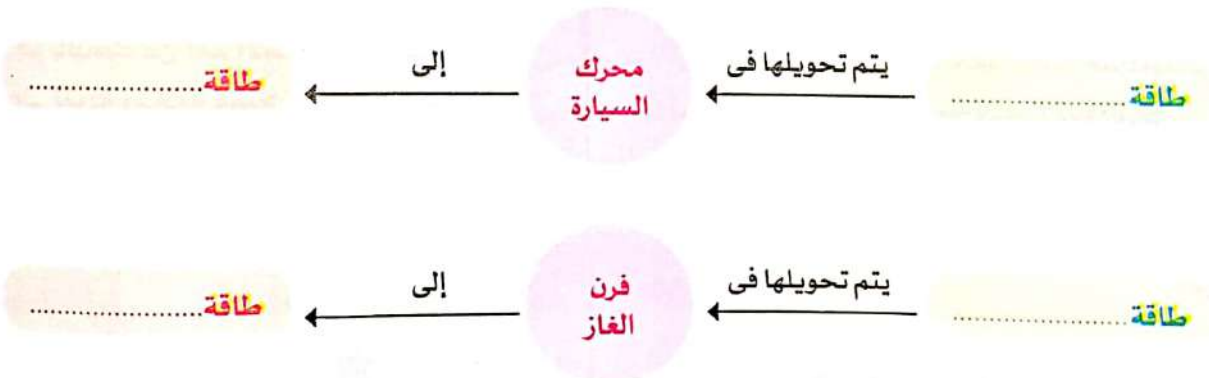 طاقة ...................... يتم تحويلها فى محرك السيارة إلى طاقة ......................
طاقة ...................... يتم تحويلها فى فرن الغاز إلى طاقة ......................